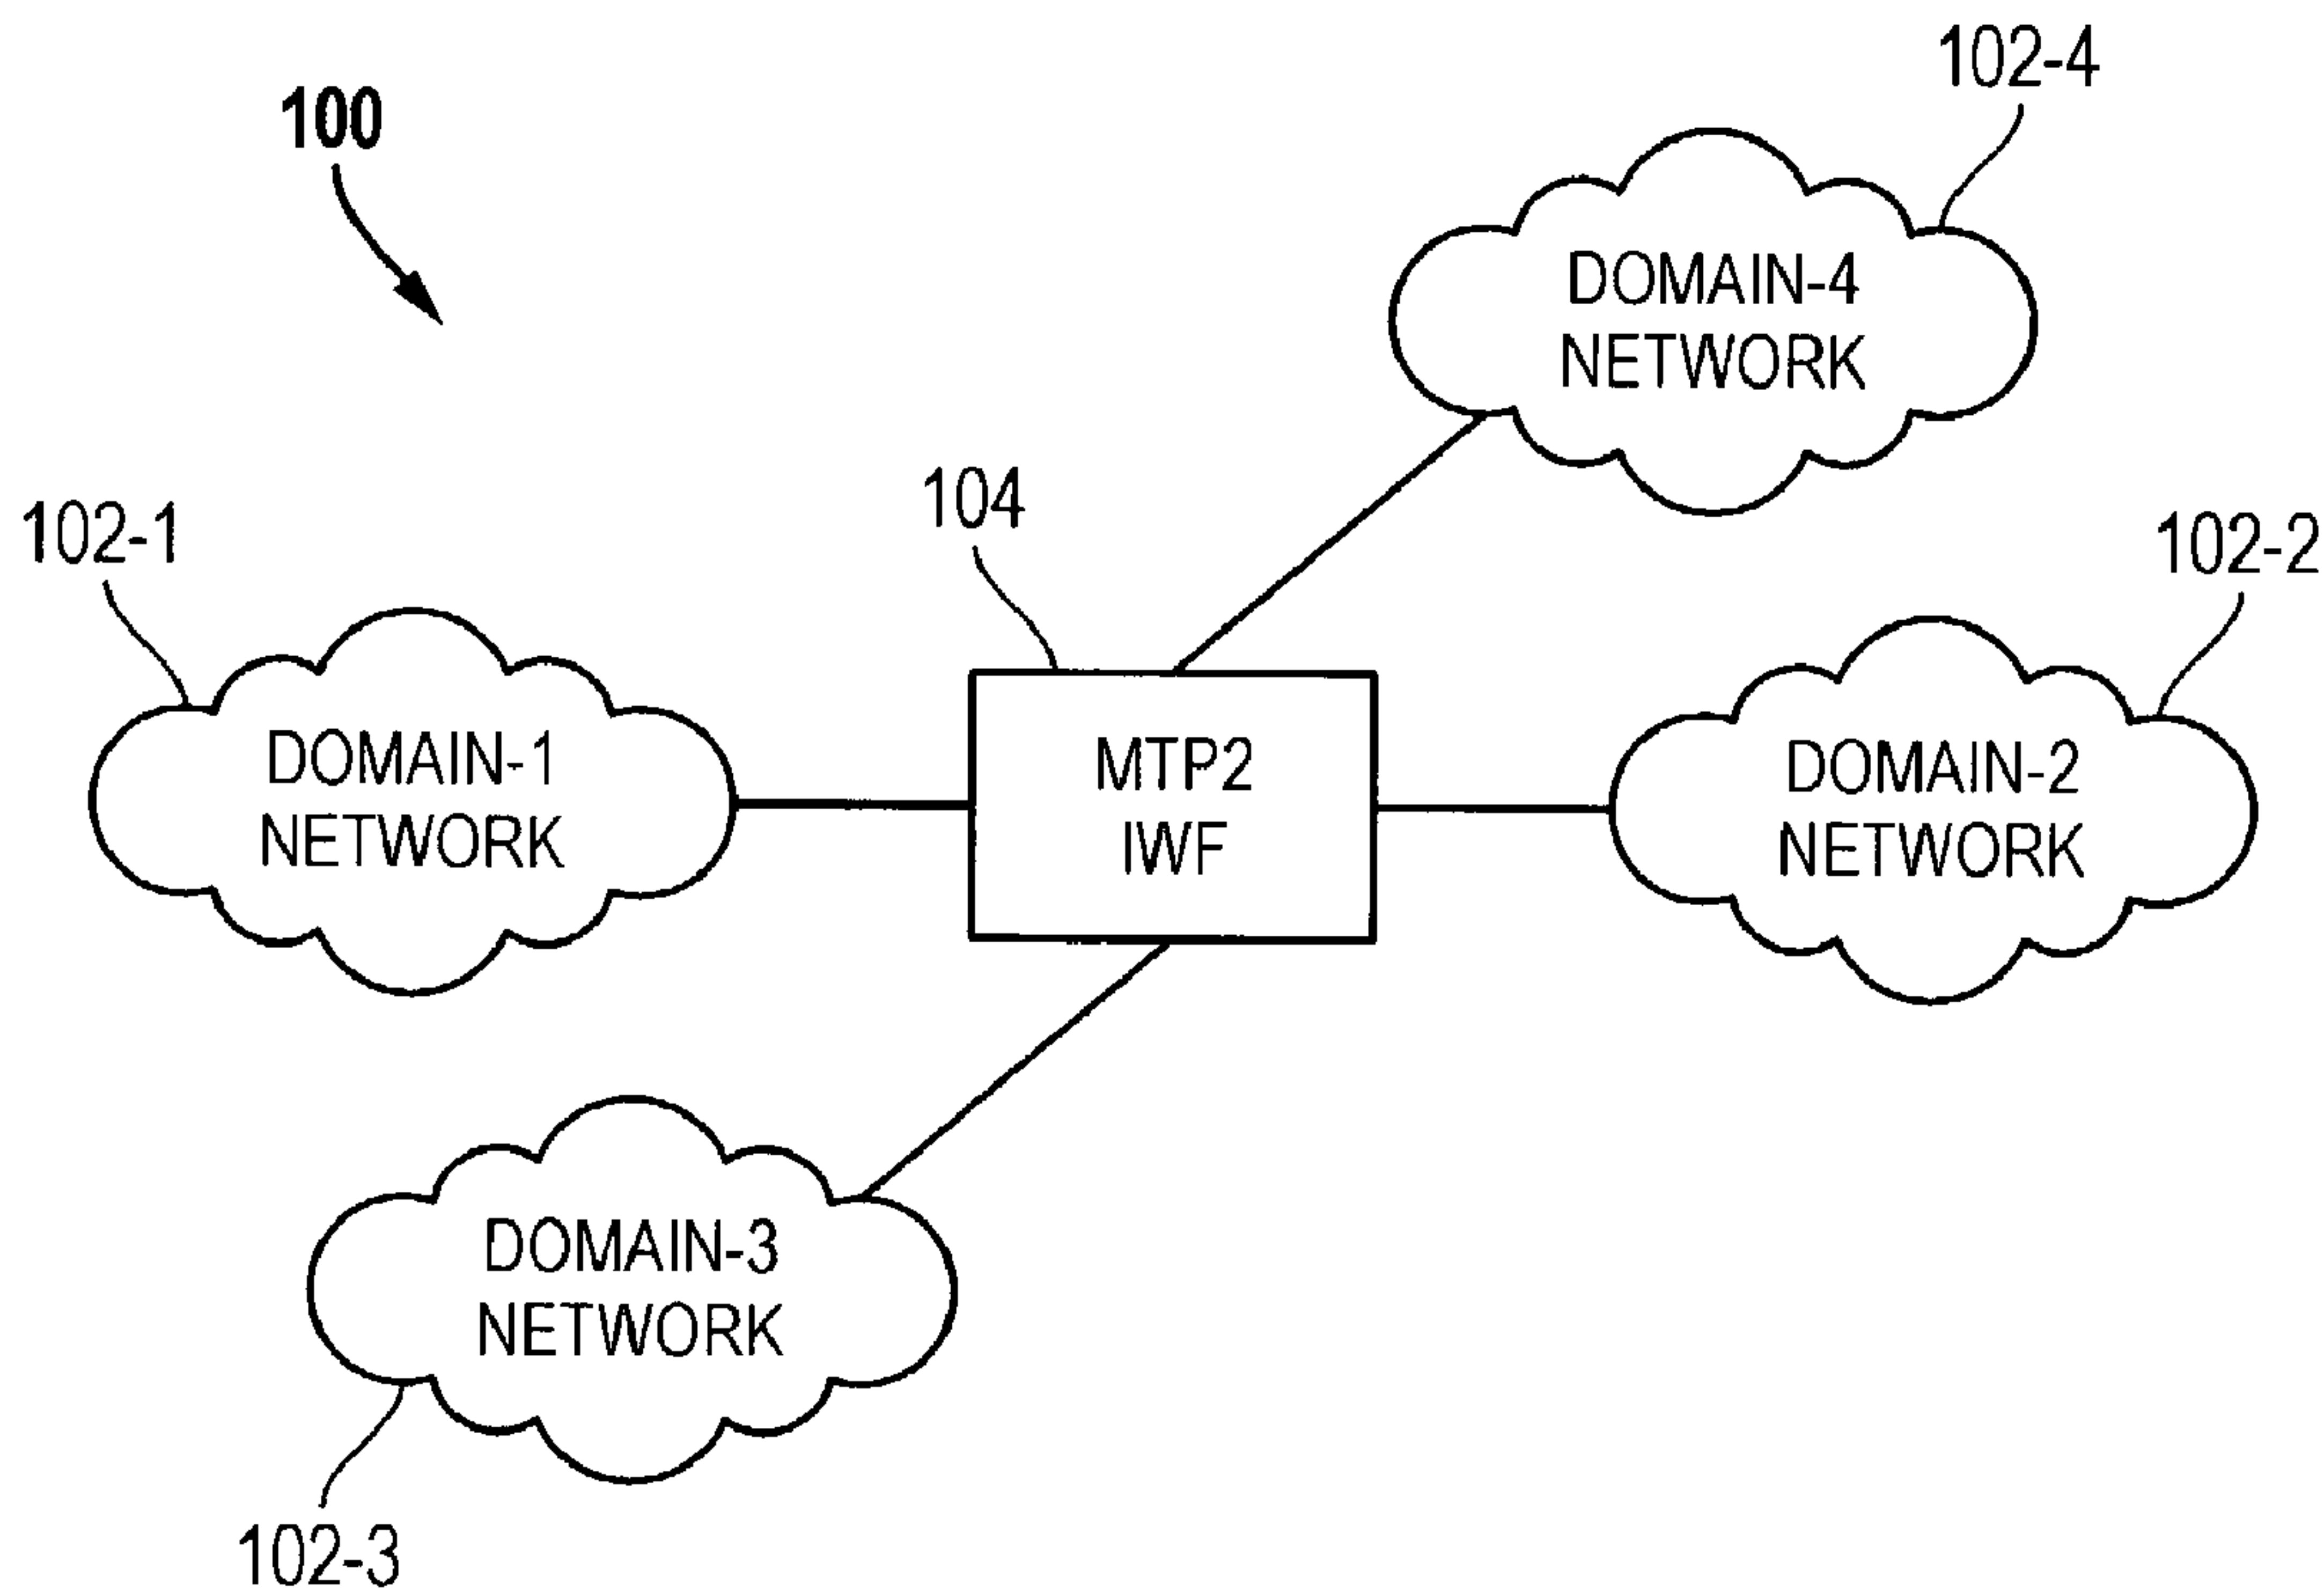 102-4
100
DOMAIN-4
NETWORK
104
102-1
102-2
DOMAIN-1
NETWORK
MTP2
IWF
DOMAIN-2
NETWORK
DOMAIN-3
NETWORK
102-3